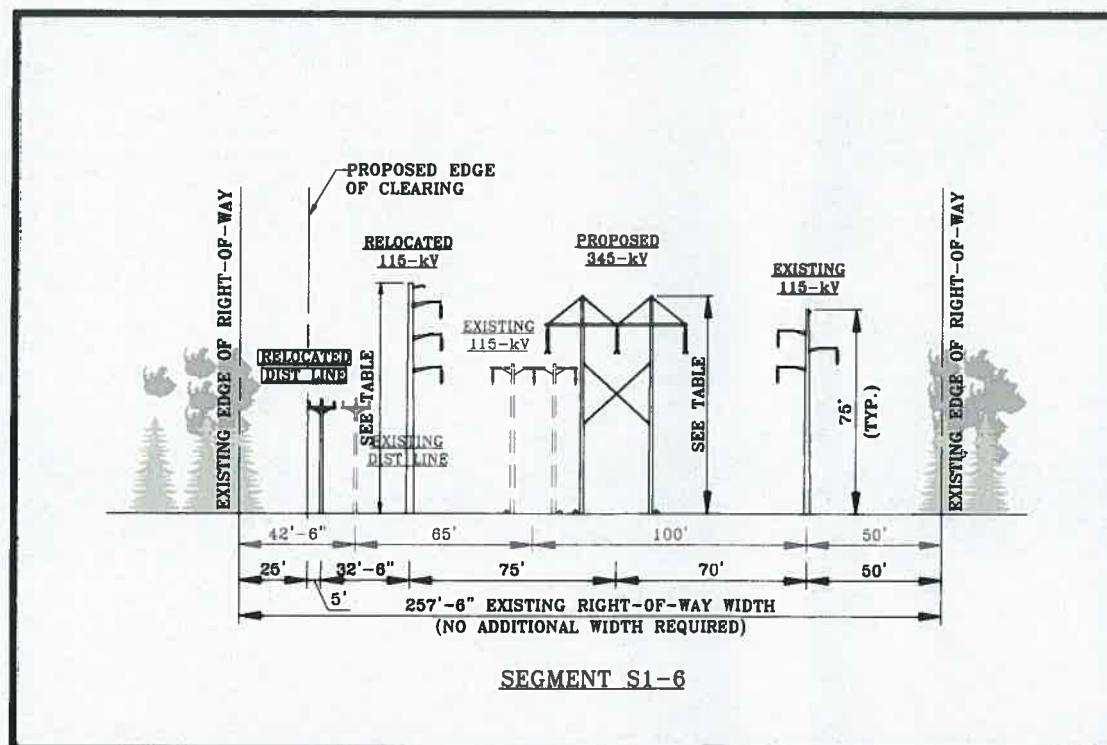 PROPOSED EDGE
OF CLEARING
EXISTING EDGE OF RIGHT-OF-WAY
RELOCATED
115-kV
PROPOSED
345-kV
EXISTING
115-kV
EXISTING EDGE OF RIGHT-OF-WAY
EXISTING
115-kV
RELOCATED
DIST LINE
SEE TABLE
SEE TABLE
75'
(TYP.)
EXISTING
DIST LINE
42'-6" 65' 100' 50'
25' 32'-6" 75' 70' 50'
5'
257'-6" EXISTING RIGHT-OF-WAY WIDTH
(NO ADDITIONAL WIDTH REQUIRED)
SEGMENT S1-6